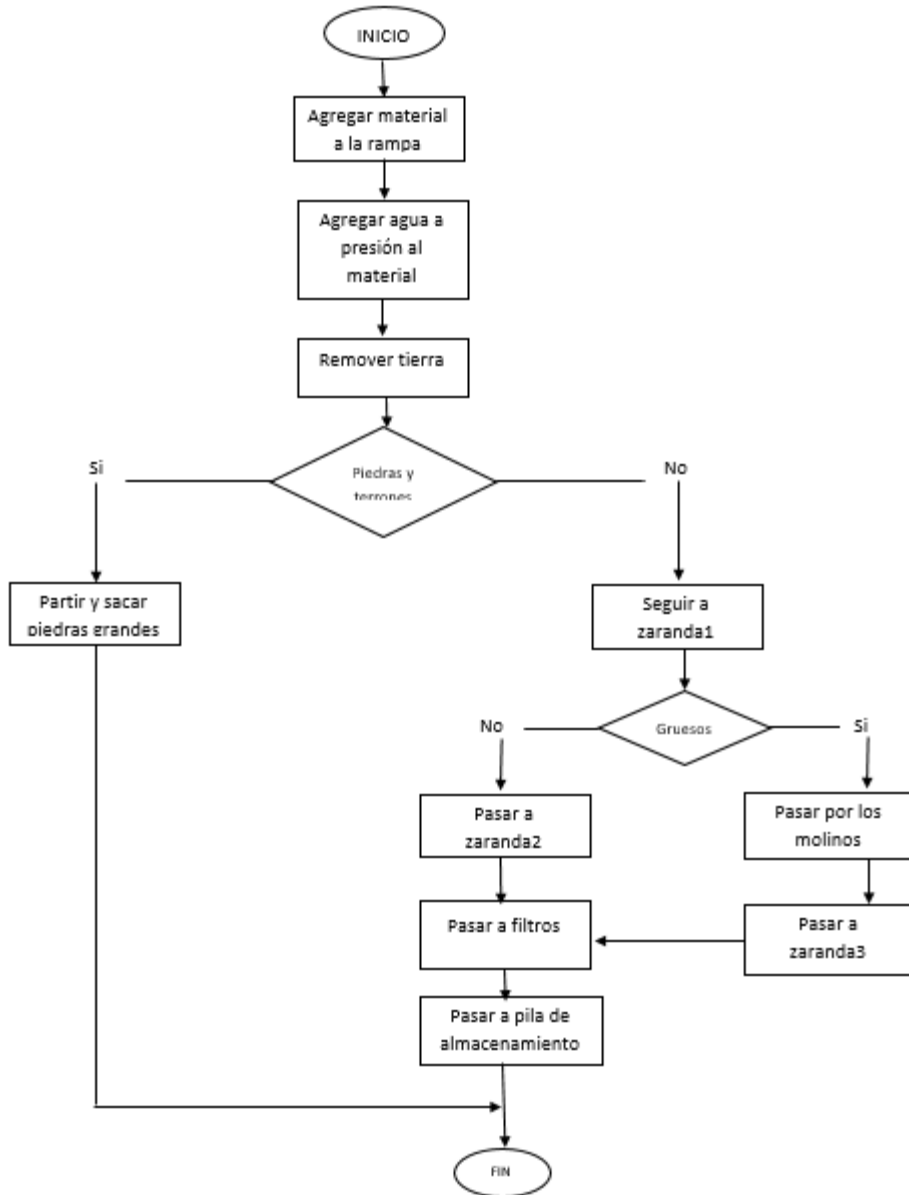 INICIO
Agregar material
a la rampa
Agregar agua a
presión al
material
Remover tierra
Piedras y
terrones
Si
No
Partir y sacar
piedras grandes
Seguir a
zaranda1
Gruesos
No
Si
Pasar a
zaranda2
Pasar por los
molinos
Pasar a filtros
Pasar a
zaranda3
Pasar a pila de
almacenamiento
FIN